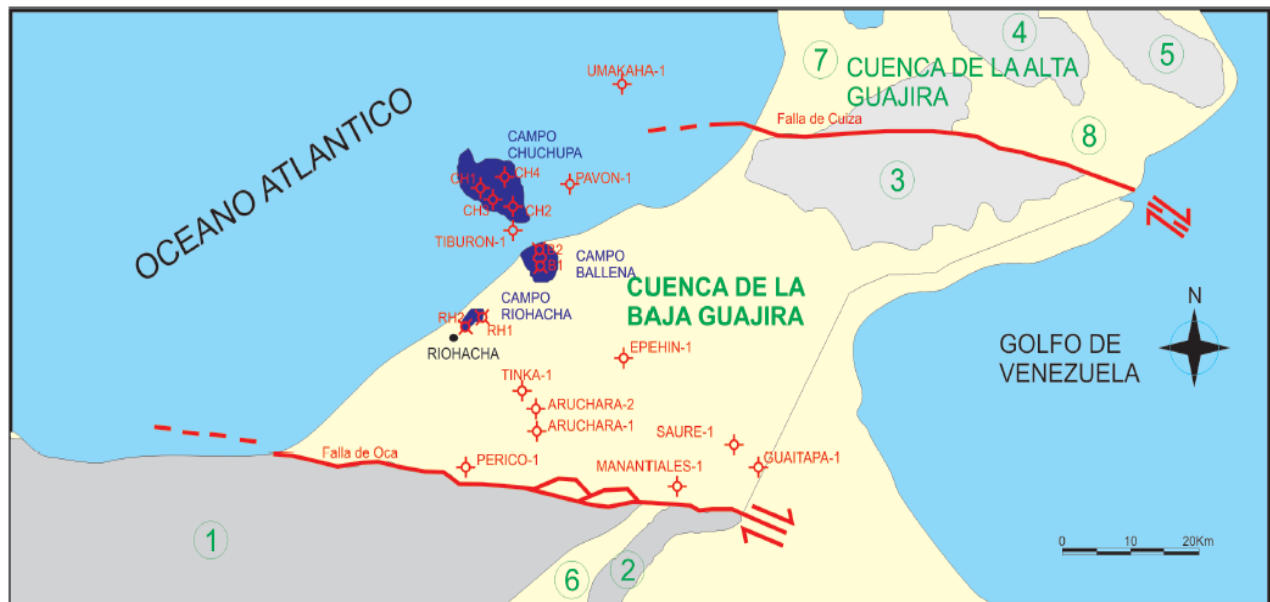 UMAKAHA-1
7
CUENCA DE LA ALTA
GUAJIRA
4
5
OCEANO ATLANTICO
Falla de Cuiza
8
CAMPO
CHUCHUPA
CH1
CH4
CH3
CH2
PAVON-1
3
TIBURON-1
B2
B1
CAMPO
BALLENA
CUENCA DE LA
BAJA GUAJIRA
CAMPO
RIOHACHA
RH2
RH1
RIOHACHA
N
GOLFO DE
VENEZUELA
EPEHIN-1
TINKA-1
ARUCHARA-2
ARUCHARA-1
SAURE-1
GUAITAPA-1
Falla de Oca
PERICO-1
MANANTIALES-1
1
6
2
0 10 20Km